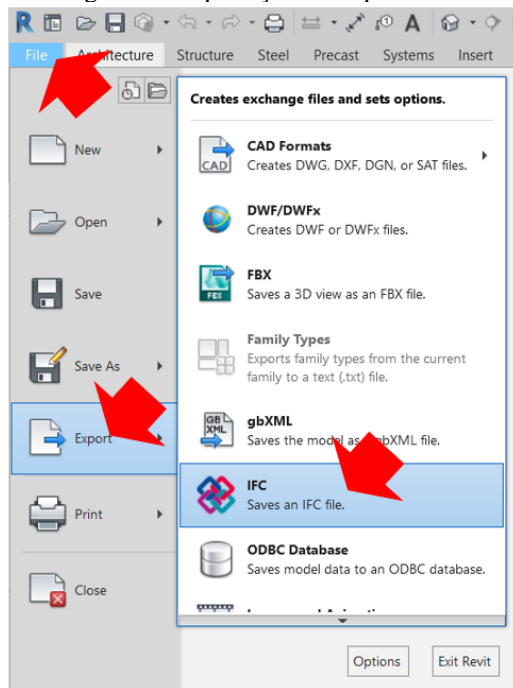 File
Architecture
Structure
Steel
Precast
Systems
Insert
Creates exchange files and sets options.
New
Open
Save
Save As
Export
Print
Close
CAD
CAD Formats
Creates DWG, DXF, DGN, or SAT files.
DWF/DWFx
Creates DWF or DWFx files.
FBX
FBX
Saves a 3D view as an FBX file.
Family Types
Exports family types from the current
family to a text (.txt) file.
GB
XML
gbXML
Saves the model as gbXML file.
IFC
Saves an IFC file.
ODBC Database
Saves model data to an ODBC database.
Options
Exit Revit